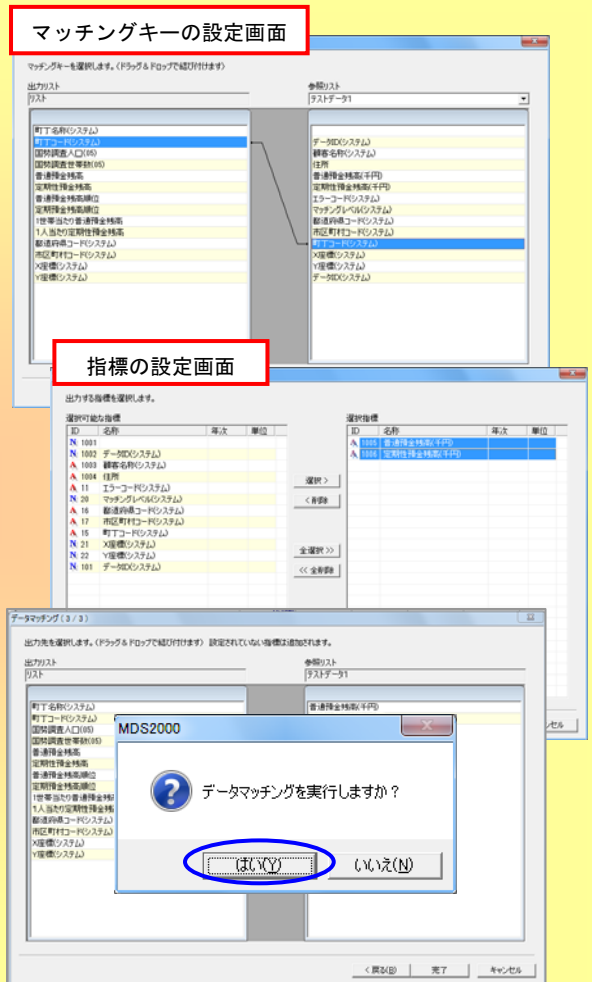 マッチングキーの設定画面
マッチングキーを選択します。(ドラッグ&ドロップで結び付けます)
出力リスト
リスト
町丁名称(システム)
町丁コード(システム)
国勢調査人口(05)
国勢調査世帯数(05)
普通預金残高
定期性預金残高
普通預金残高順位
定期預金残高順位
1世帯当たり普通預金残高
1人当たり定期性預金残高
都道府県コード(システム)
市区町村コード(システム)
X座標(システム)
Y座標(システム)
参照リスト
テストデータ1
データID(システム)
顧客名称(システム)
住所
普通預金残高(千円)
定期性預金残高(千円)
エラーコード(システム)
マッチングレベル(システム)
都道府県コード(システム)
市区町村コード(システム)
町丁コード(システム)
X座標(システム)
Y座標(システム)
データID(システム)
指標の設定画面
出力する指標を選択します。
選択可能な指標
ID 名称 年次 単位
N 1001
N 1002 データID(システム)
A 1003 顧客名称(システム)
A 1004 住所
A 11 エラーコード(システム)
N 20 マッチングレベル(システム)
A 16 都道府県コード(システム)
A 17 市区町村コード(システム)
A 15 町丁コード(システム)
N 21 X座標(システム)
N 22 Y座標(システム)
N 101 データID(システム)
選択 >
< 削除
全選択 >>
<< 全削除
選択指標
ID 名称 年次 単位
A 1005 普通預金残高(千円)
A 1006 定期性預金残高(千円)
データマッチング (3 / 3)
出力先を選択します。(ドラッグ&ドロップで結び付けます) 設定されていない指標は追加されます。
出力リスト
リスト
町丁名称(システム)
町丁コード(システム)
国勢調査人口(05)
国勢調査世帯数(05)
普通預金残高
定期性預金残高
普通預金残高順位
定期預金残高順位
1世帯当たり普通預金残
1人当たり定期性預金残
都道府県コード(システム)
市区町村コード(システム)
X座標(システム)
Y座標(システム)
参照リスト
テストデータ1
普通預金残高(千円)
ンセル
MDS2000
データマッチングを実行しますか?
はい(Y)
いいえ(N)
< 戻る(B)
完了
キャンセル